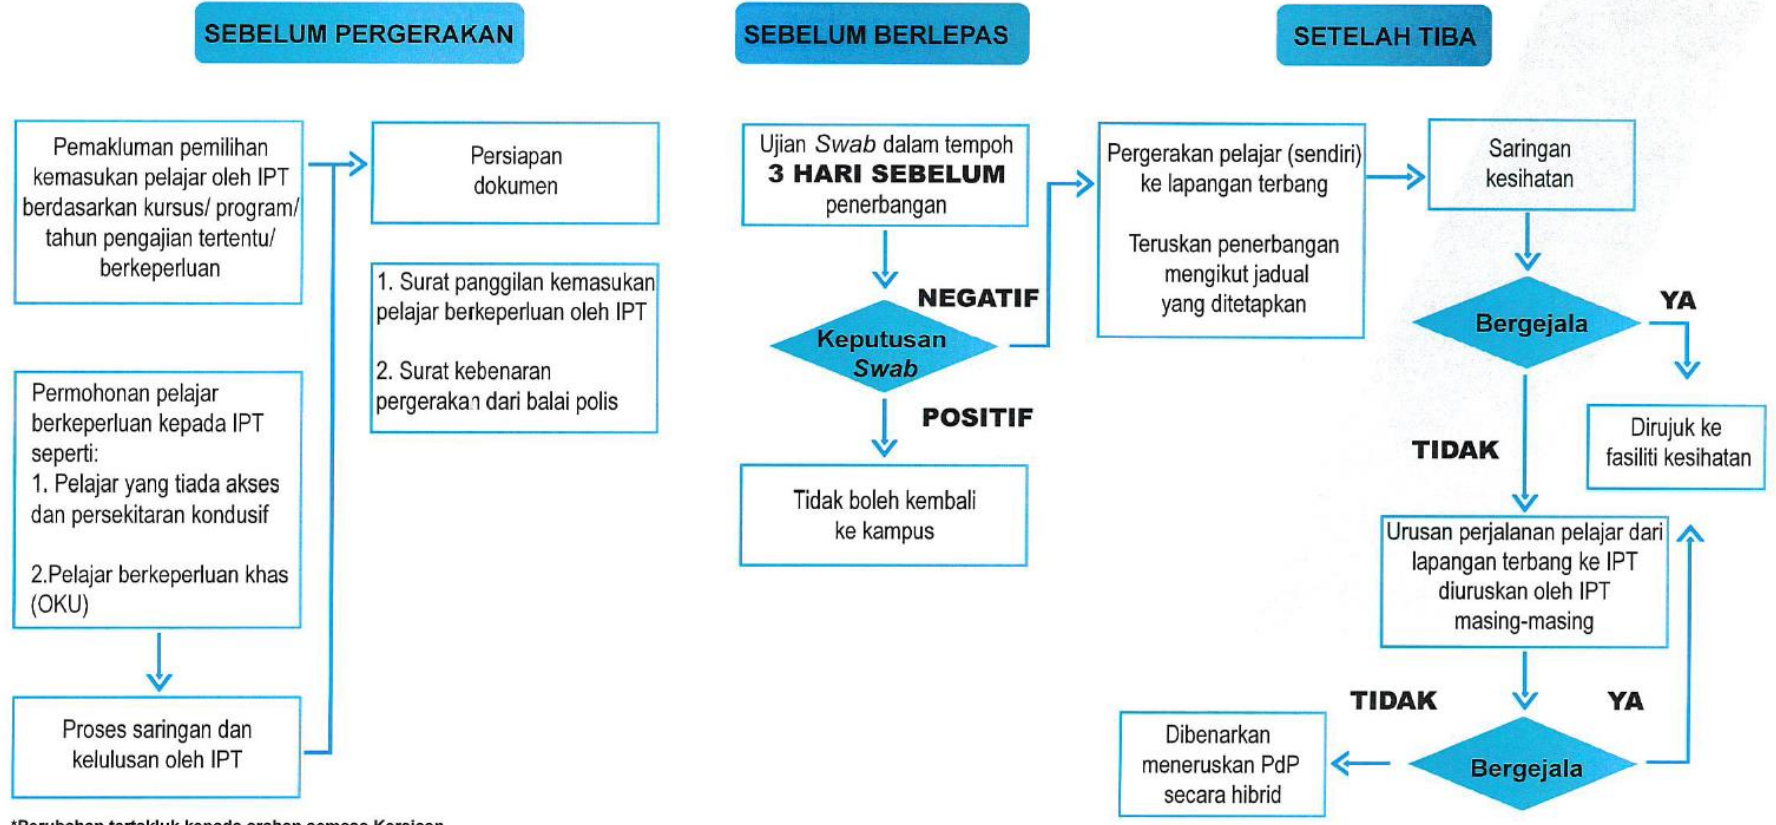 SEBELUM PERGERAKAN
Pemakluman pemilihan
kemasukan pelajar oleh IPT
berdasarkan kursus/ program/
tahun pengajian tertentu/
berkeperluan
Persiapan
dokumen
1. Surat panggilan kemasukan
pelajar berkeperluan oleh IPT
2. Surat kebenaran
pergerakan dari balai polis
Permohonan pelajar
berkeperluan kepada IPT
seperti:
1. Pelajar yang tiada akses
dan persekitaran kondusif
2.Pelajar berkeperluan khas
(OKU)
Proses saringan dan
kelulusan oleh IPT
SEBELUM BERLEPAS
Ujian Swab dalam tempoh
3 HARI SEBELUM
penerbangan
Keputusan
Swab
NEGATIF
POSITIF
Tidak boleh kembali
ke kampus
Pergerakan pelajar (sendiri)
ke lapangan terbang
Teruskan penerbangan
mengikut jadual
yang ditetapkan
SETELAH TIBA
Saringan
kesihatan
Bergejala
YA
Dirujuk ke
fasiliti kesihatan
TIDAK
Urusan perjalanan pelajar dari
lapangan terbang ke IPT
diuruskan oleh IPT
masing-masing
Bergejala
YA
TIDAK
Dibenarkan
meneruskan PdP
secara hibrid
*Perubahan tertakluk kepada arahan semasa Kerajaan